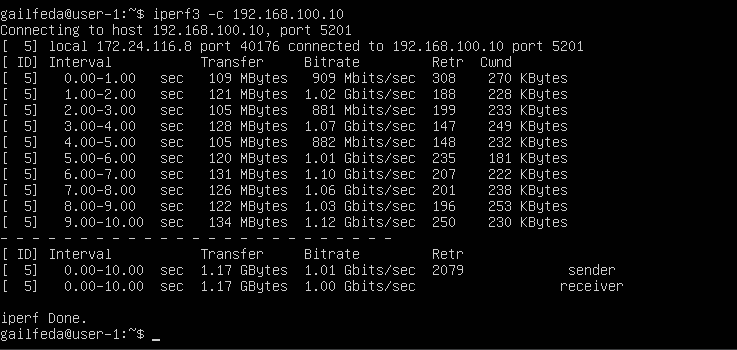 gailfeda@user-1:~$ iperf3 -c 192.168.100.10
Connecting to host 192.168.100.10, port 5201
[  5] local 172.24.116.8 port 40176 connected to 192.168.100.10 port 5201
[ ID] Interval           Transfer     Bitrate         Retr  Cwnd
[  5]   0.00-1.00   sec   109 MBytes   909 Mbits/sec  308    270 KBytes
[  5]   1.00-2.00   sec   121 MBytes  1.02 Gbits/sec  188    228 KBytes
[  5]   2.00-3.00   sec   105 MBytes   881 Mbits/sec  199    233 KBytes
[  5]   3.00-4.00   sec   128 MBytes  1.07 Gbits/sec  147    249 KBytes
[  5]   4.00-5.00   sec   105 MBytes   882 Mbits/sec  148    232 KBytes
[  5]   5.00-6.00   sec   120 MBytes  1.01 Gbits/sec  235    181 KBytes
[  5]   6.00-7.00   sec   131 MBytes  1.10 Gbits/sec  207    222 KBytes
[  5]   7.00-8.00   sec   126 MBytes  1.06 Gbits/sec  201    238 KBytes
[  5]   8.00-9.00   sec   122 MBytes  1.03 Gbits/sec  196    253 KBytes
[  5]   9.00-10.00  sec   134 MBytes  1.12 Gbits/sec  250    230 KBytes
- - - - - - - - - - - - - - - - - - - - - - - - -
[ ID] Interval           Transfer     Bitrate         Retr
[  5]   0.00-10.00  sec  1.17 GBytes  1.01 Gbits/sec  2079             sender
[  5]   0.00-10.00  sec  1.17 GBytes  1.00 Gbits/sec                  receiver

iperf Done.
gailfeda@user-1:~$ _